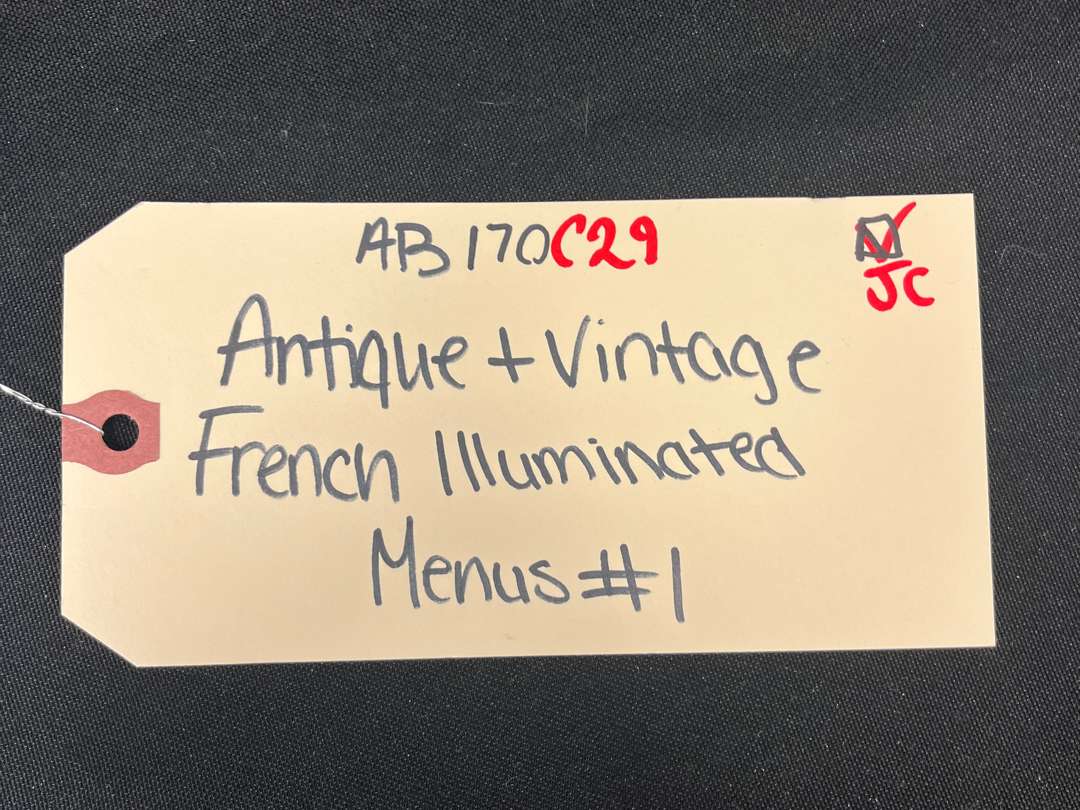 AB170C29
JC
Antique + Vintage
French Illuminated
Menus #1